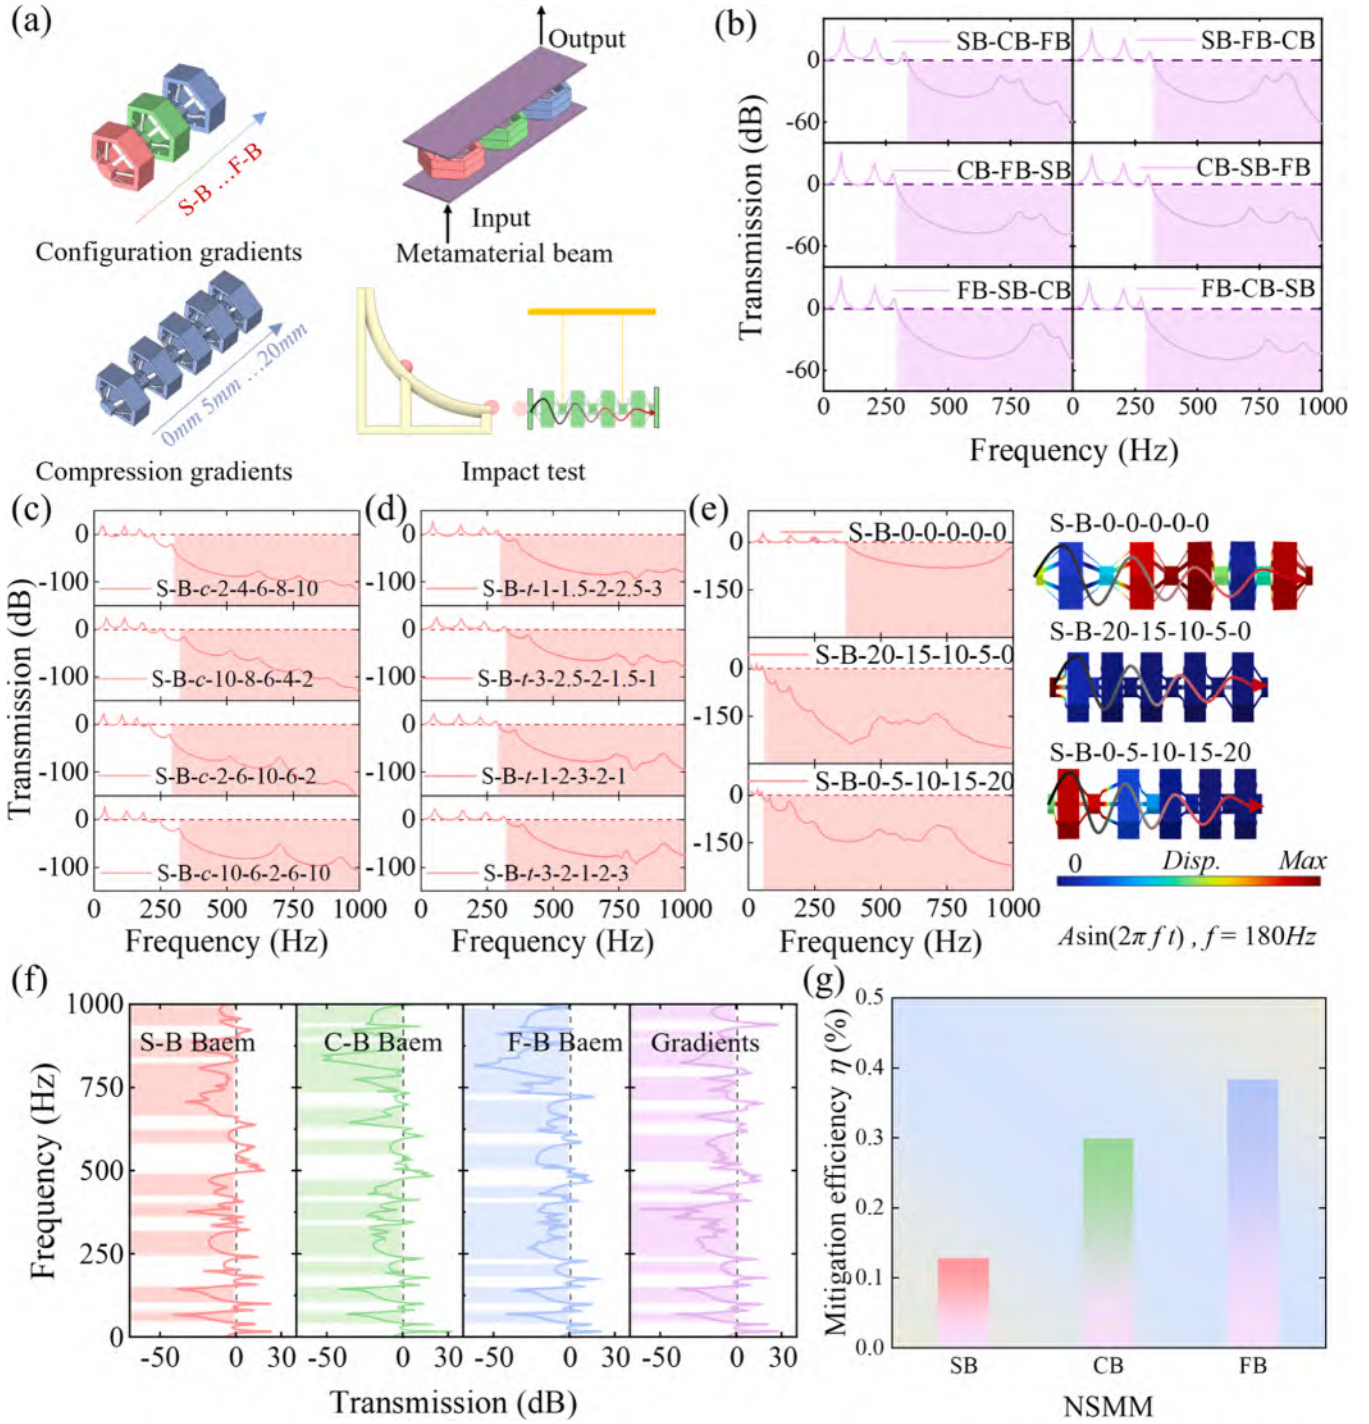 (a)
Output
S-B ...F-B
Input
Configuration gradients
Metamaterial beam
0mm 5mm ...20mm
Compression gradients
Impact test
(b)
SB-CB-FB
SB-FB-CB
0
-60
CB-FB-SB
CB-SB-FB
0
-60
FB-SB-CB
FB-CB-SB
0
-60
0 250 500 750 0 250 500 750 1000
Transmission (dB)
Frequency (Hz)
(c)
0
-100
S-B-c-2-4-6-8-10
0
-100
S-B-c-10-8-6-4-2
0
-100
S-B-c-2-6-10-6-2
0
-100
S-B-c-10-6-2-6-10
0 250 500 750 1000
Transmission (dB)
Frequency (Hz)
(d)
0
-100
S-B-t-1-1.5-2-2.5-3
0
-100
S-B-t-3-2.5-2-1.5-1
0
-100
S-B-t-1-2-3-2-1
0
-100
S-B-t-3-2-1-2-3
0 250 500 750 1000
Frequency (Hz)
(e)
S-B-0-0-0-0-0
0
-150
S-B-20-15-10-5-0
0
-150
S-B-0-5-10-15-20
0
-150
0 250 500 750 1000
Frequency (Hz)
S-B-0-0-0-0-0
S-B-20-15-10-5-0
S-B-0-5-10-15-20
0 Disp. Max
Asin(2π f t) , f = 180Hz
(f)
1000
750
500
250
0
Frequency (Hz)
S-B Baem
C-B Baem
F-B Baem
Gradients
-50 0 30 -50 0 30 -50 0 30 -50 0 30
Transmission (dB)
(g)
0.5
0.4
0.3
0.2
0.1
0.0
Mitigation efficiency η (%)
SB CB FB
NSMM